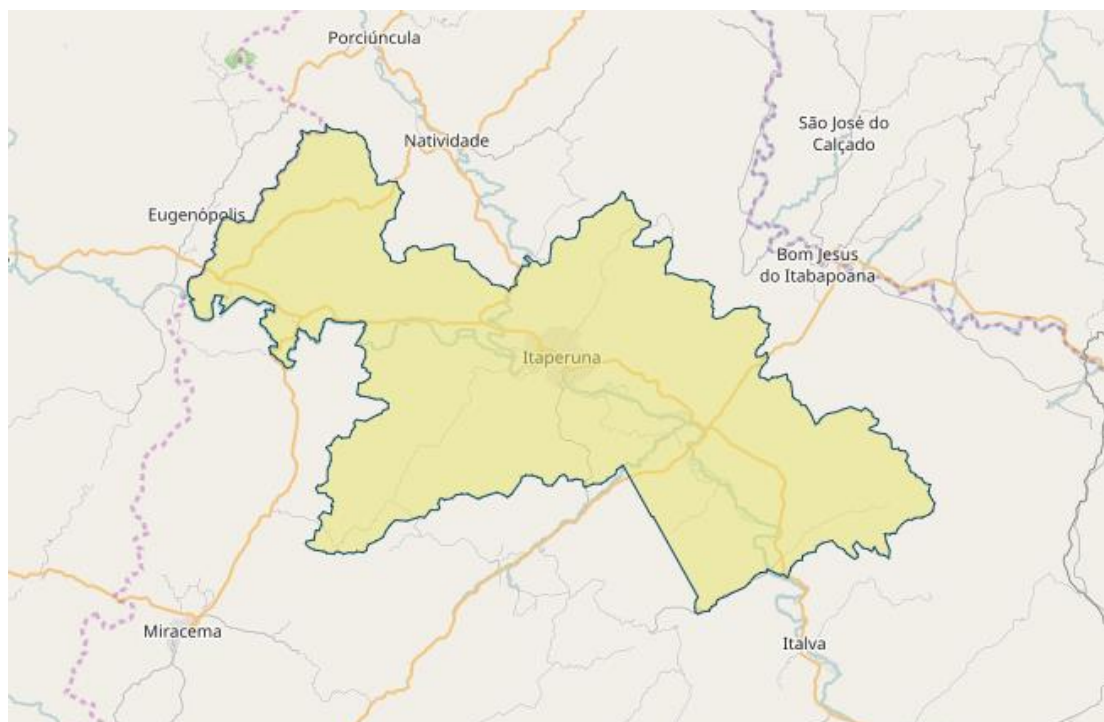 Porciúncula
Natividade
São José do
Calçado
Eugenópolis
Bom Jesus
do Itabapoana
Itaperuna
Miracema
Italva